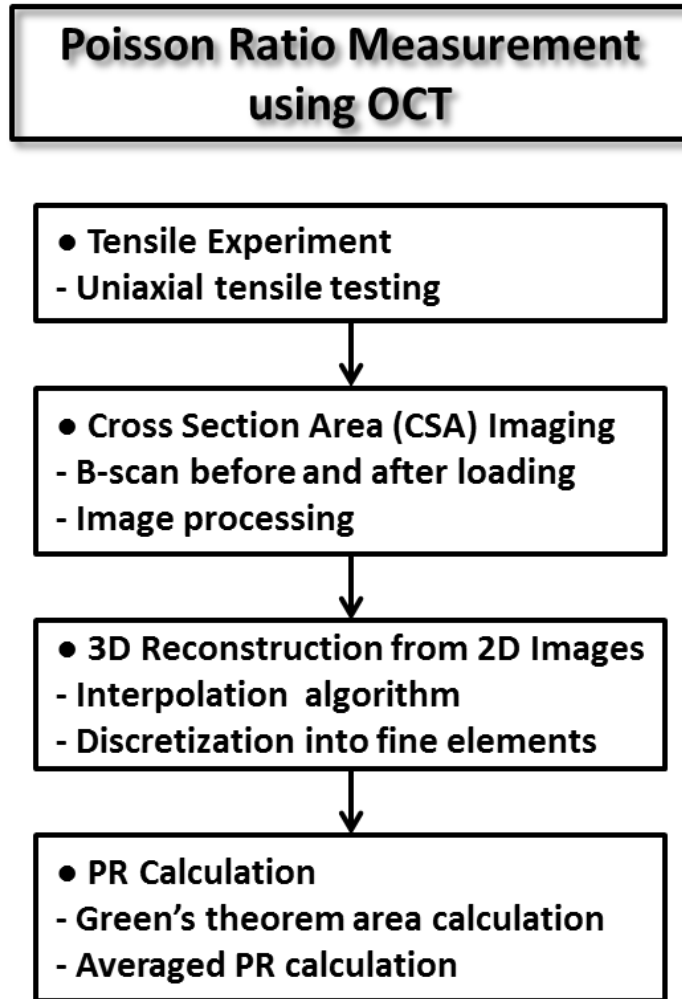 Poisson Ratio Measurement
using OCT
● Tensile Experiment
- Uniaxial tensile testing
● Cross Section Area (CSA) Imaging
- B-scan before and after loading
- Image processing
● 3D Reconstruction from 2D Images
- Interpolation algorithm
- Discretization into fine elements
● PR Calculation
- Green's theorem area calculation
- Averaged PR calculation